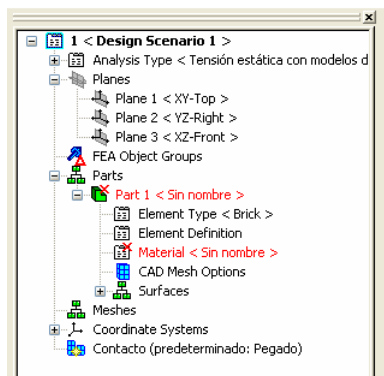 1 < Design Scenario 1 >
Analysis Type < Tensión estática con modelos d
Planes
Plane 1 < XY-Top >
Plane 2 < YZ-Right >
Plane 3 < XZ-Front >
FEA Object Groups
Parts
Part 1 < Sin nombre >
Element Type < Brick >
Element Definition
Material < Sin nombre >
CAD Mesh Options
Surfaces
Meshes
Coordinate Systems
Contacto (predeterminado: Pegado)